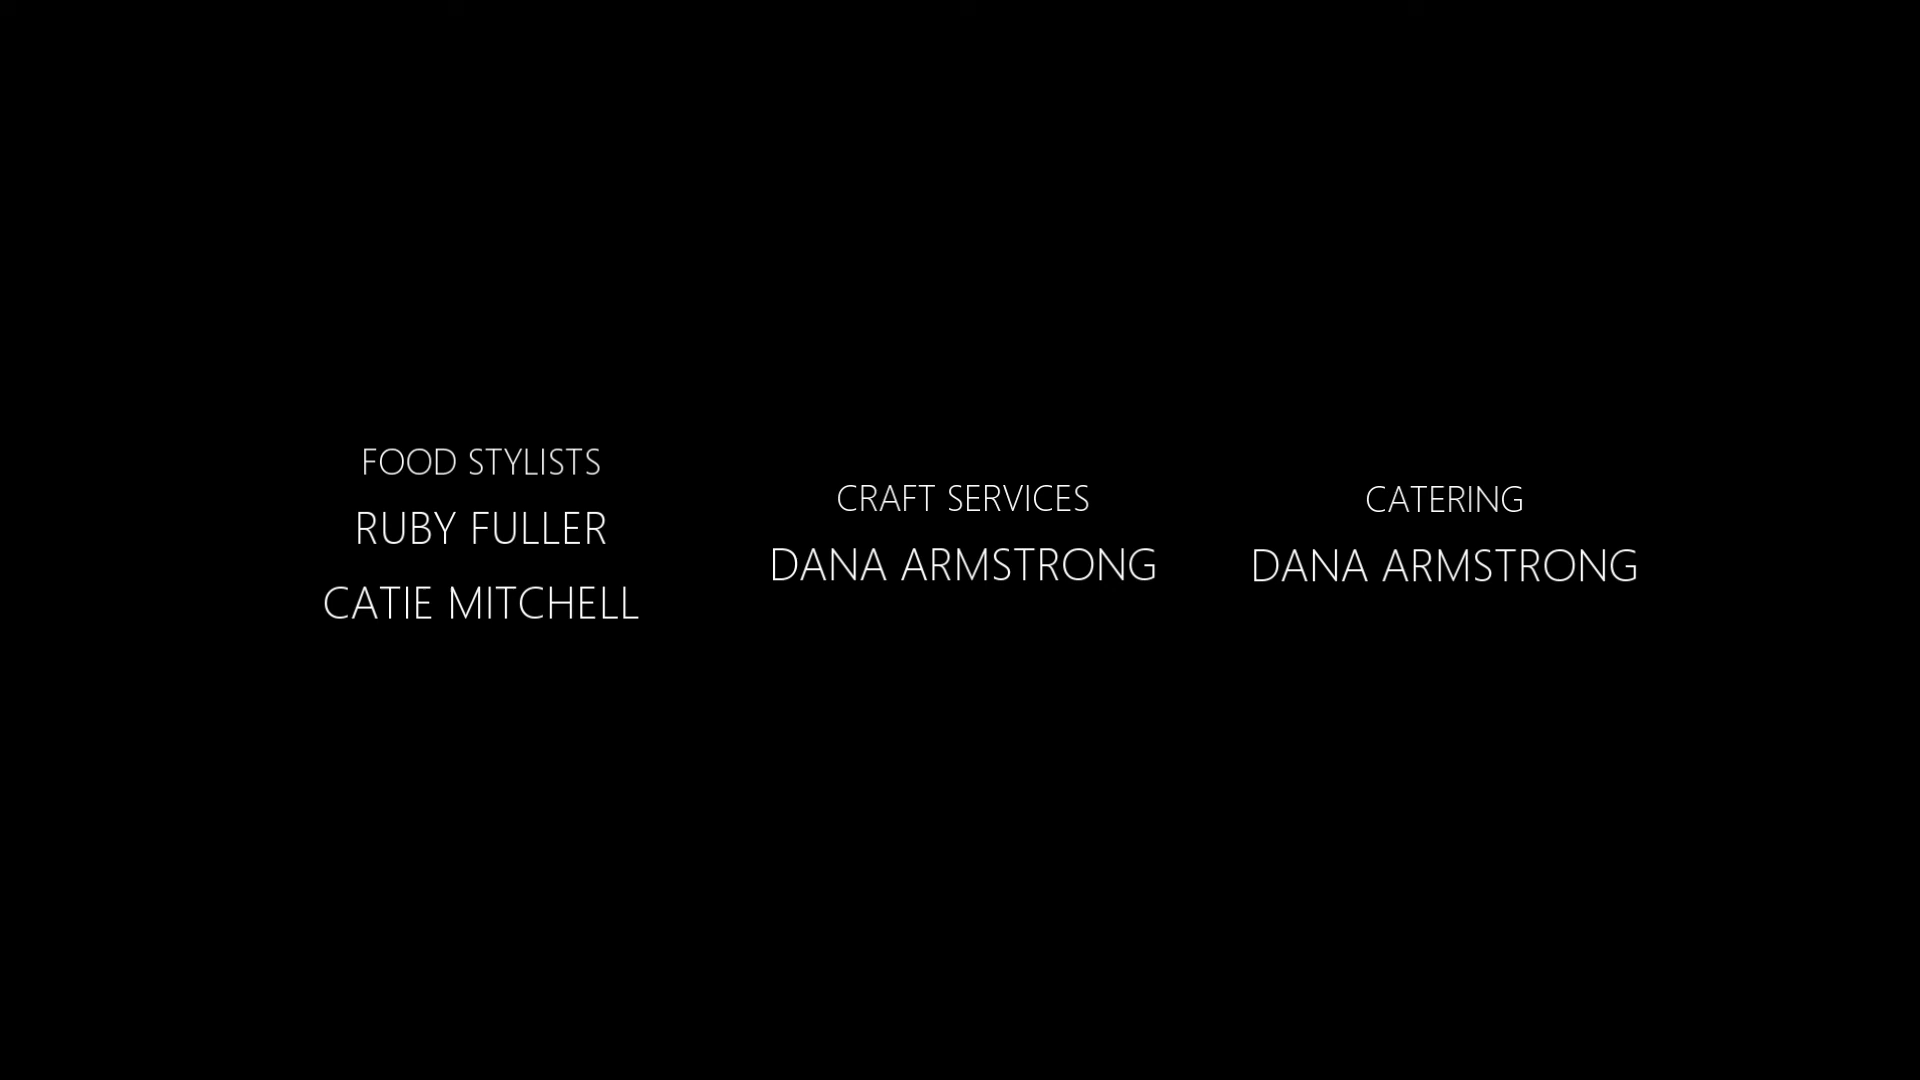 FOOD STYLISTS
RUBY FULLER
CATIE MITCHELL
CRAFT SERVICES
DANA ARMSTRONG
CATERING
DANA ARMSTRONG